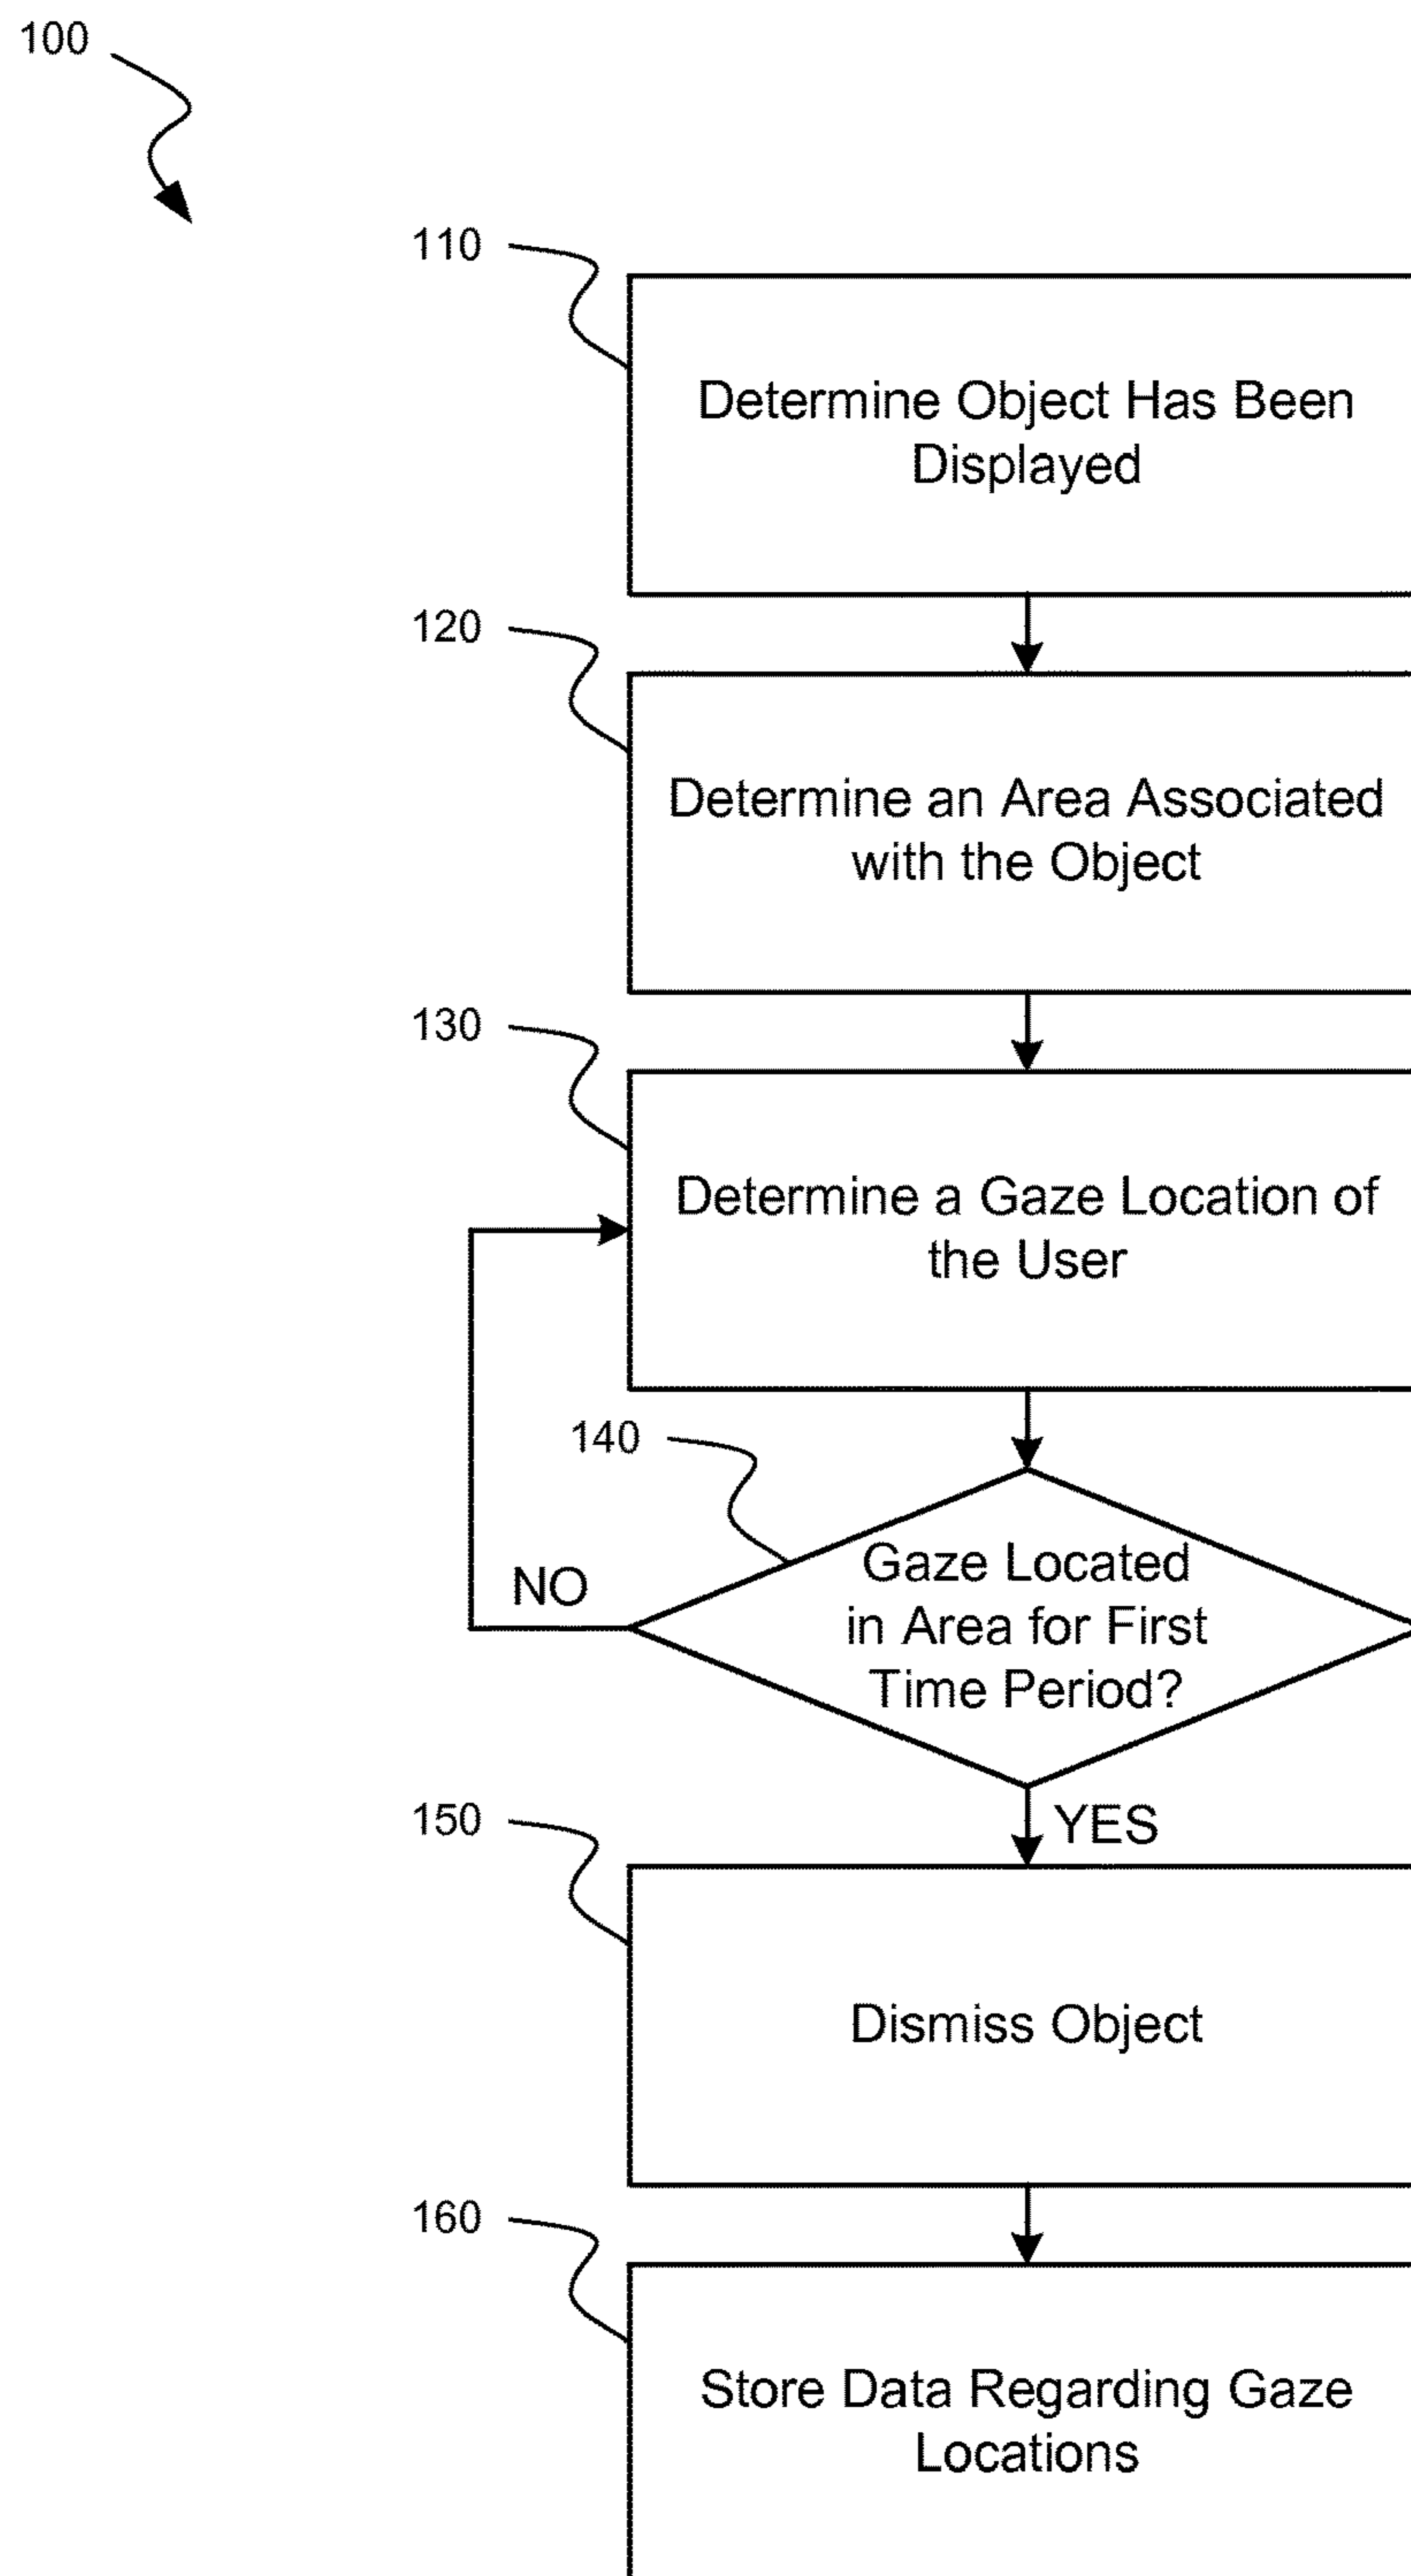 100
110
Determine Object Has Been
Displayed
120
Determine an Area Associated
with the Object
130
Determine a Gaze Location of
the User
140
Gaze Located
in Area for First
Time Period?
NO
YES
150
Dismiss Object
160
Store Data Regarding Gaze
Locations